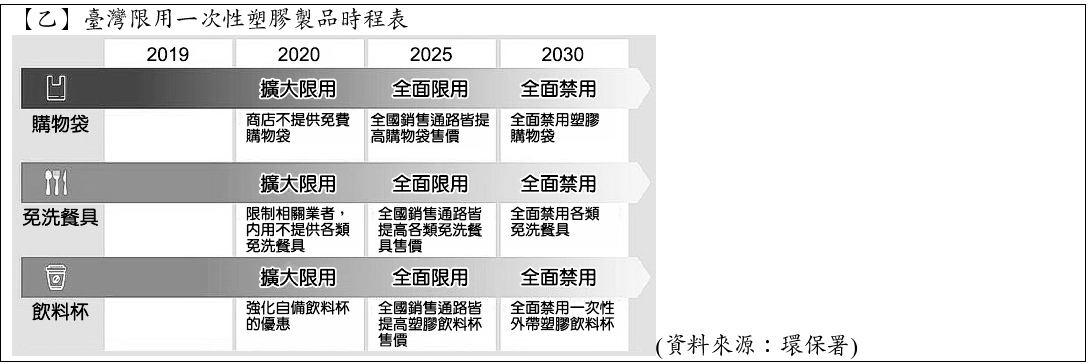 【乙】臺灣限用一次性塑膠製品時程表
2019 2020 2025 2030
擴大限用 全面限用 全面禁用
購物袋
商店不提供免費
購物袋
全國銷售通路皆提
高購物袋售價
全面禁用塑膠
購物袋
擴大限用 全面限用 全面禁用
免洗餐具
限制相關業者，
內用不提供各類
免洗餐具
全國銷售通路皆
提高各類免洗餐
具售價
全面禁用各類
免洗餐具
擴大限用 全面限用 全面禁用
飲料杯
強化自備飲料杯
的優惠
全國銷售通路皆
提高塑膠飲料杯
售價
全面禁用一次性
外帶塑膠飲料杯
(資料來源：環保署)